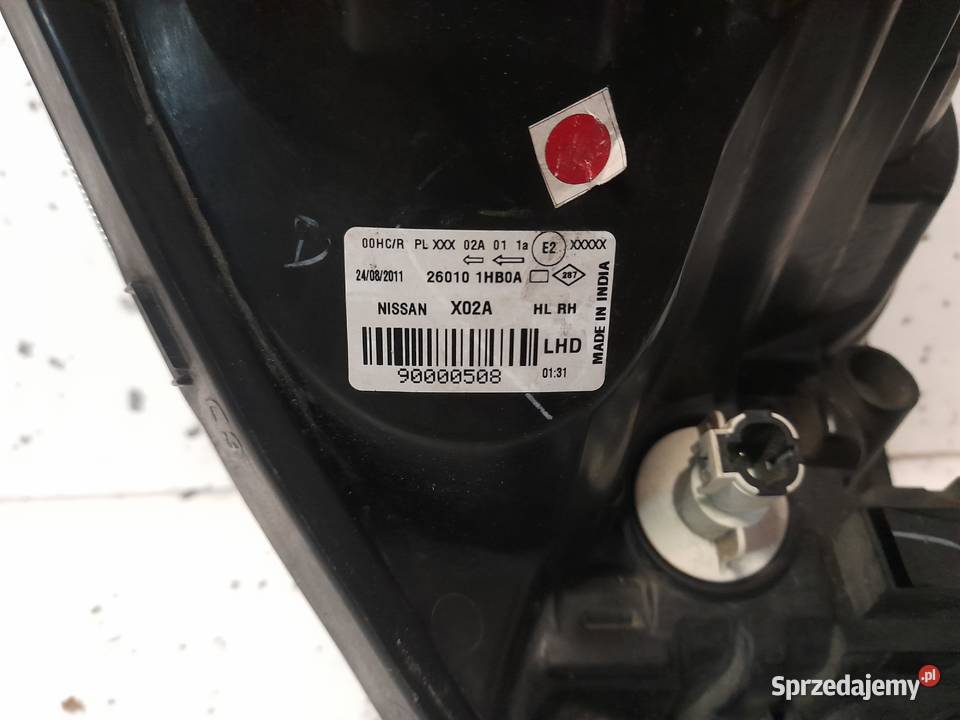 D
00HC/R PL XXX 02A 01 1a E2 XXXXX
24/08/2011 26010 1HB0A 287
NISSAN X02A HL RH
LHD
90000508 01:31
MADE IN INDIA
Sprzedajemy.pl